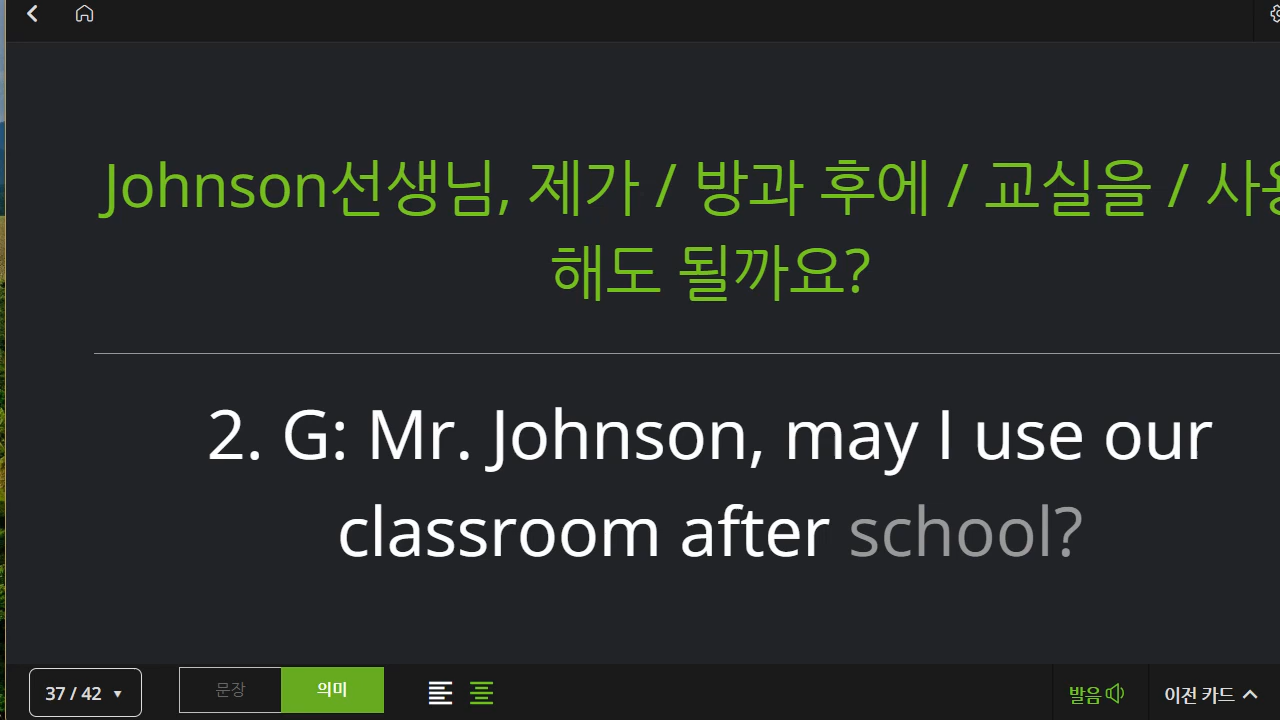 Johnson선생님, 제가 / 방과 후에 / 교실을 / 사용
해도 될까요?
2. G: Mr. Johnson, may I use our
classroom after school?
37 / 42 ▼ 문장 의미 발음 이전 카드